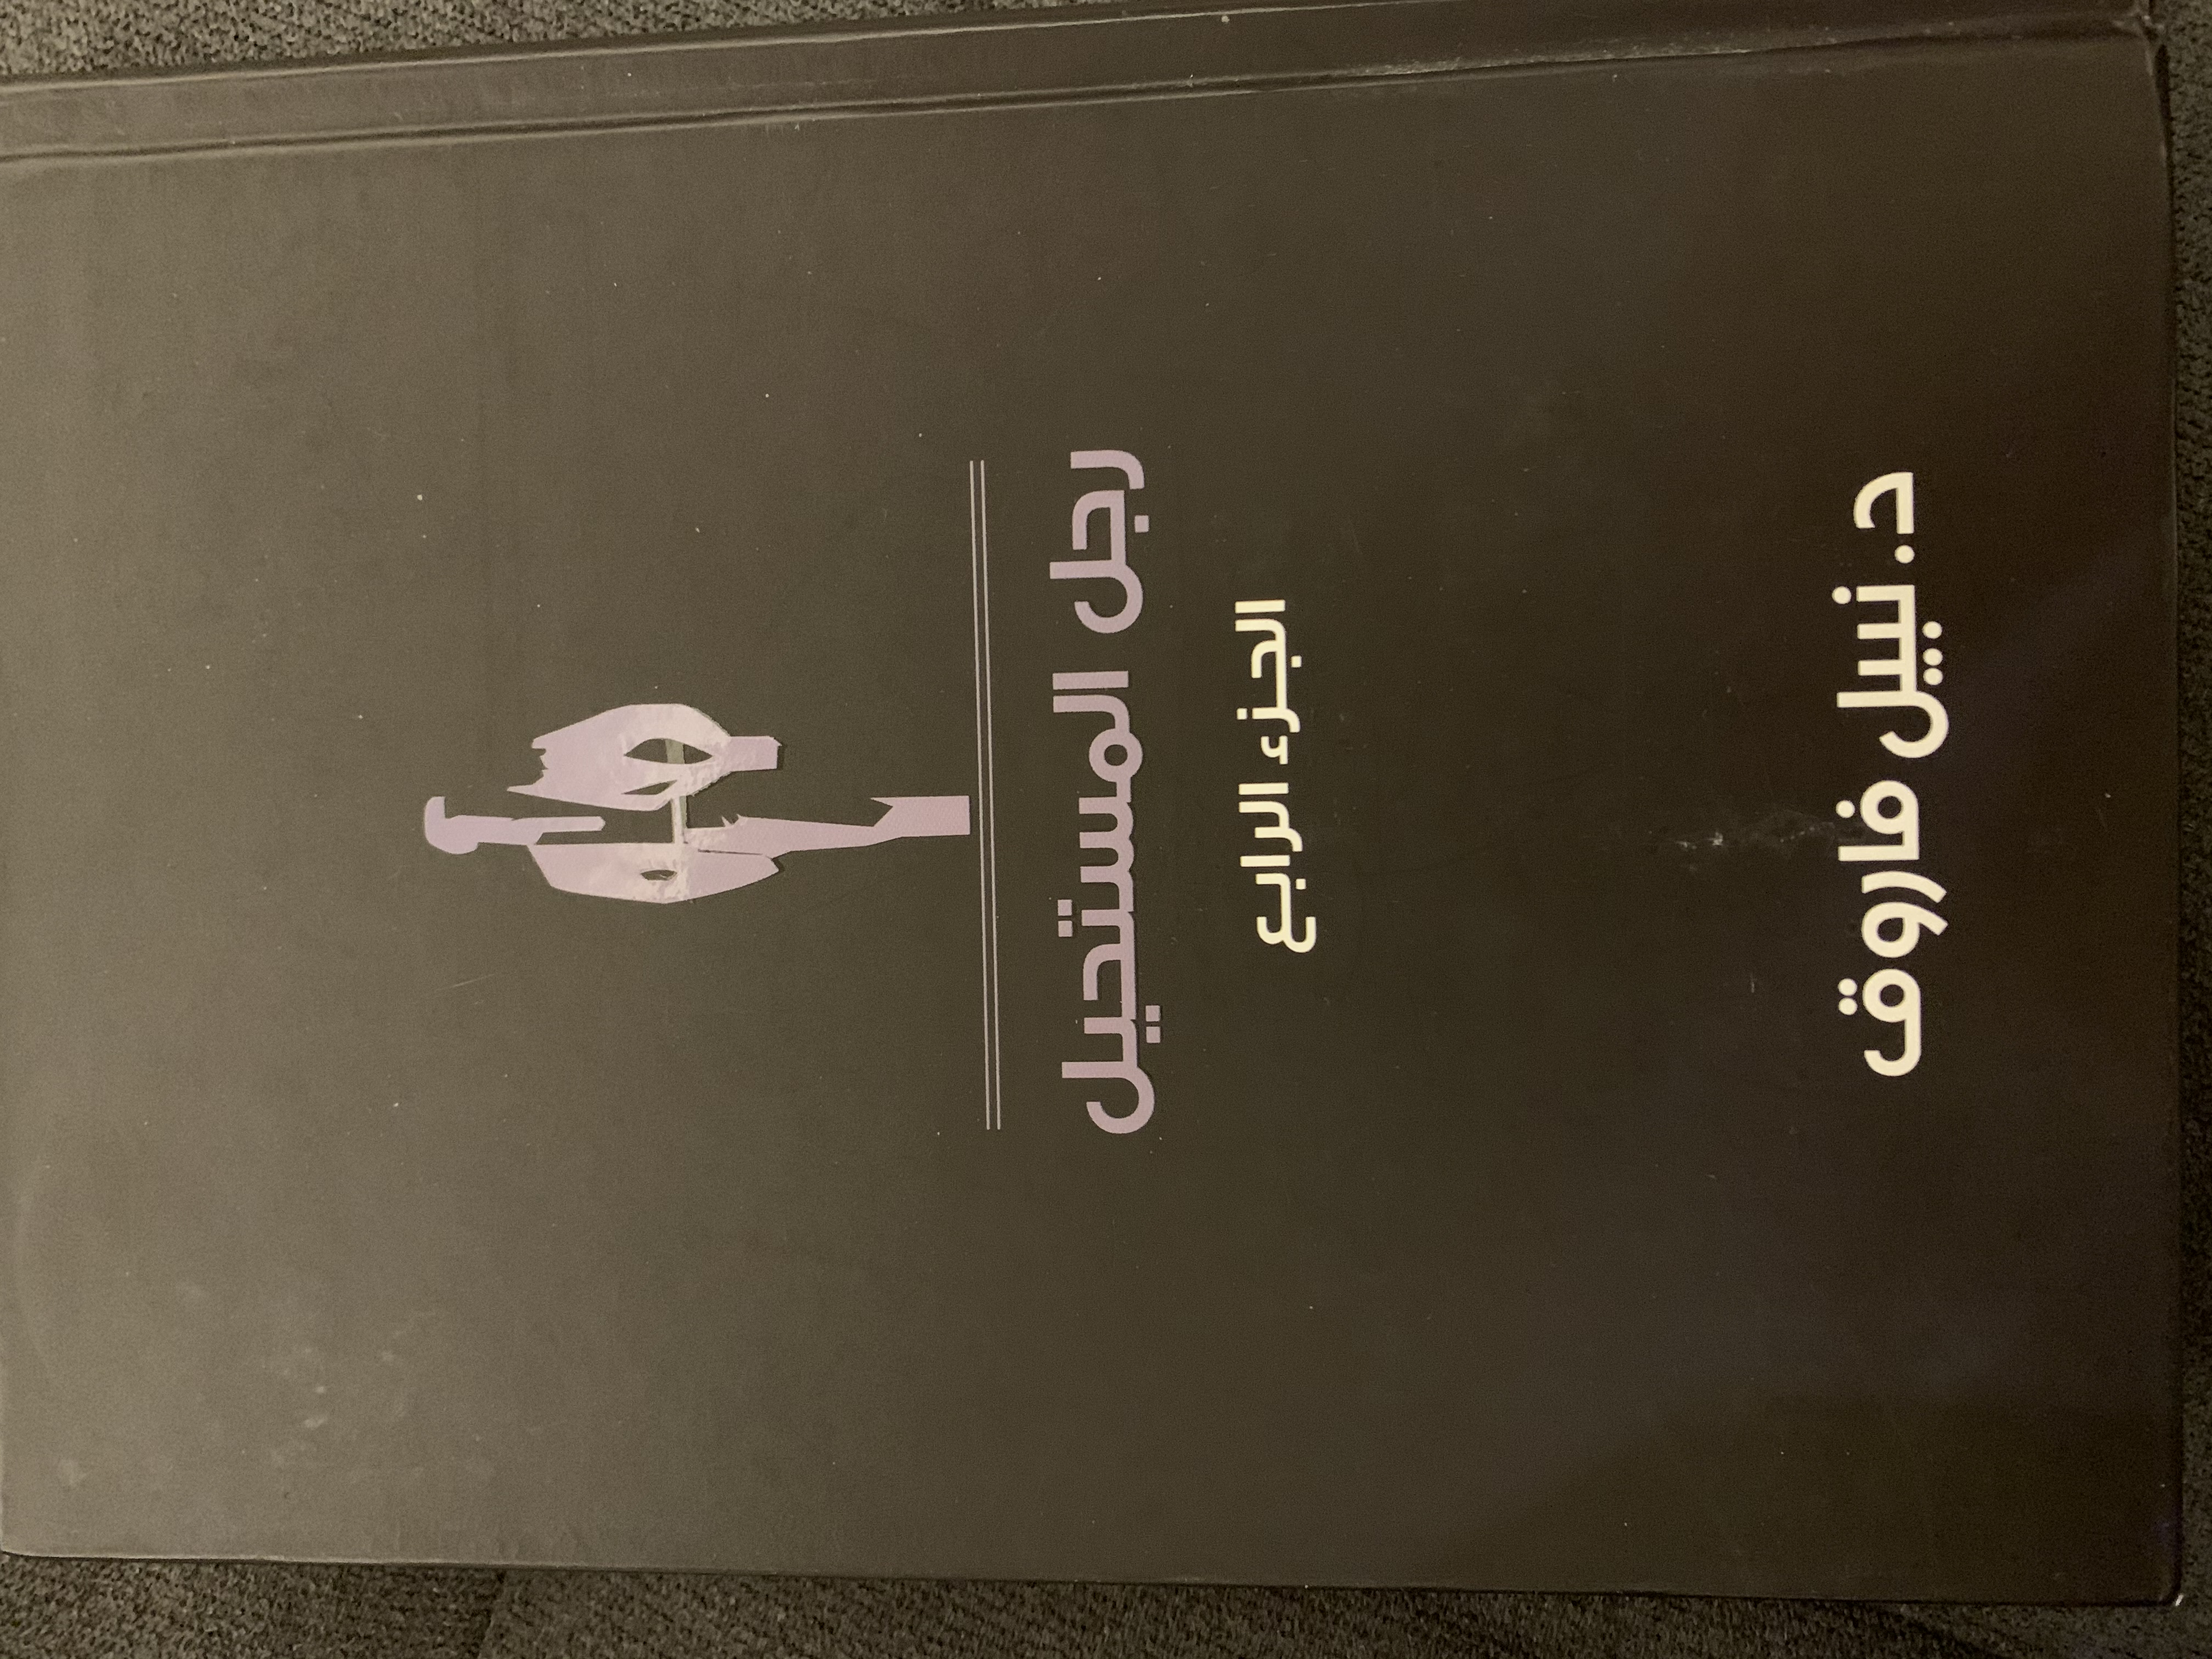 رجل المستحيل
الجزء الرابع
د. نبيل فاروق